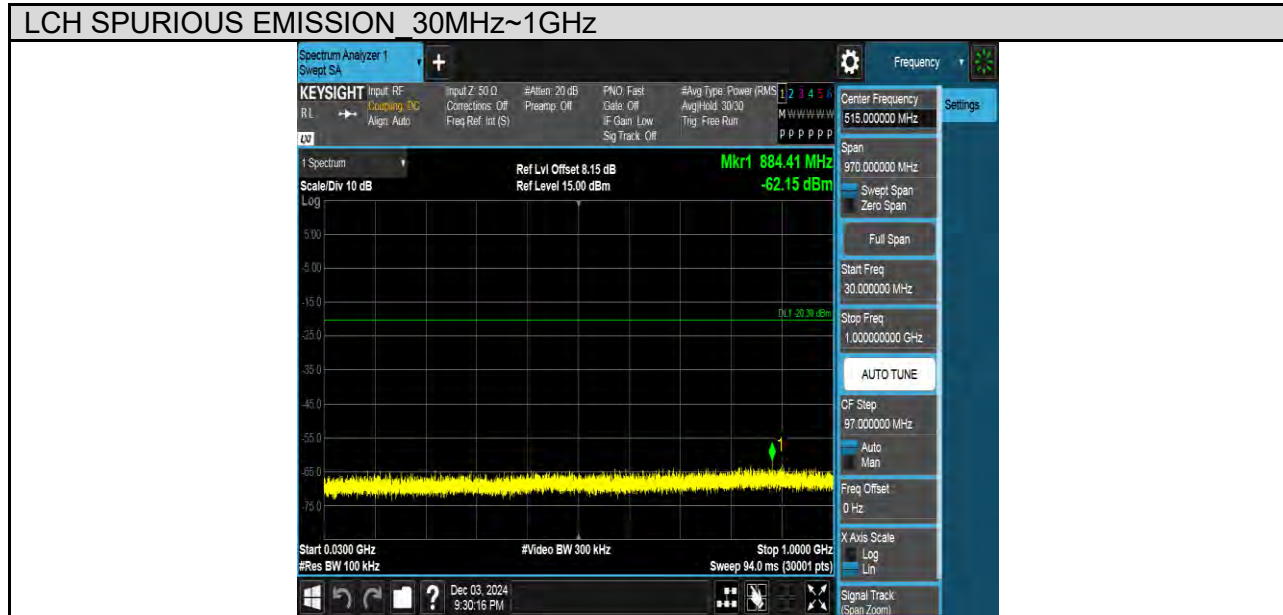 LCH SPURIOUS EMISSION_30MHz~1GHz
Spectrum Analyzer 1
Swept SA
+
Frequency
KEYSIGHT
RL
LXI
Input: RF
Coupling: DC
Align: Auto
Input Z: 50 Ω
Corrections: Off
Freq Ref: Int (S)
#Atten: 20 dB
Preamp: Off
PNO: Fast
Gate: Off
IF Gain: Low
Sig Track: Off
#Avg Type: Power (RMS
Avg|Hold: 30/30
Trig: Free Run
1 2 3 4 5 6
M W W W W W
P P P P P P
Center Frequency
515.000000 MHz
Settings
1 Spectrum
Scale/Div 10 dB
Ref Lvl Offset 8.15 dB
Ref Level 15.00 dBm
Mkr1 884.41 MHz
-62.15 dBm
Log
5.00
-5.00
-15.0
-25.0
-35.0
-45.0
-55.0
-65.0
-75.0
DL1 -20.39 dBm
1
Span
970.000000 MHz
Swept Span
Zero Span
Full Span
Start Freq
30.000000 MHz
Stop Freq
1.000000000 GHz
AUTO TUNE
CF Step
97.000000 MHz
Auto
Man
Freq Offset
0 Hz
X Axis Scale
Log
Lin
Signal Track
(Span Zoom)
Start 0.0300 GHz
#Res BW 100 kHz
#Video BW 300 kHz
Stop 1.0000 GHz
Sweep 94.0 ms (30001 pts)
?
Dec 03, 2024
9:30:16 PM